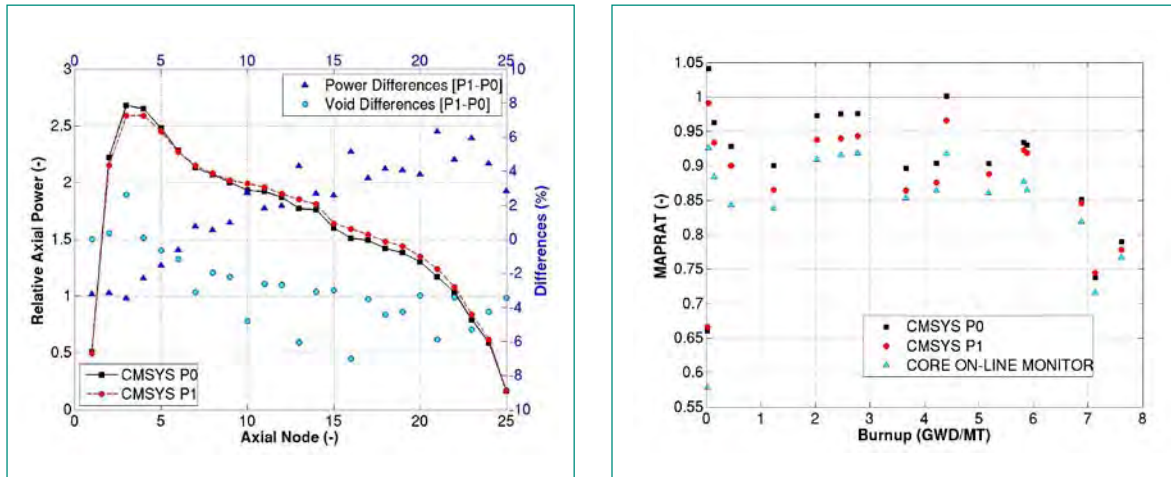 0 5 10 15 20 25
3
2.5
2
1.5
1
0.5
0
Relative Axial Power (-)
Power Differences [P1-P0]
Void Differences [P1-P0]
CMSYS P0
CMSYS P1
10
8
6
4
2
0
-2
-4
-6
-8
-10
Differences (%)
0 5 10 15 20 25
Axial Node (-)
1.05
1
0.95
0.9
0.85
0.8
0.75
0.7
0.65
0.6
0.55
MAPRAT (-)
CMSYS P0
CMSYS P1
CORE ON-LINE MONITOR
0 1 2 3 4 5 6 7 8
Burnup (GWD/MT)